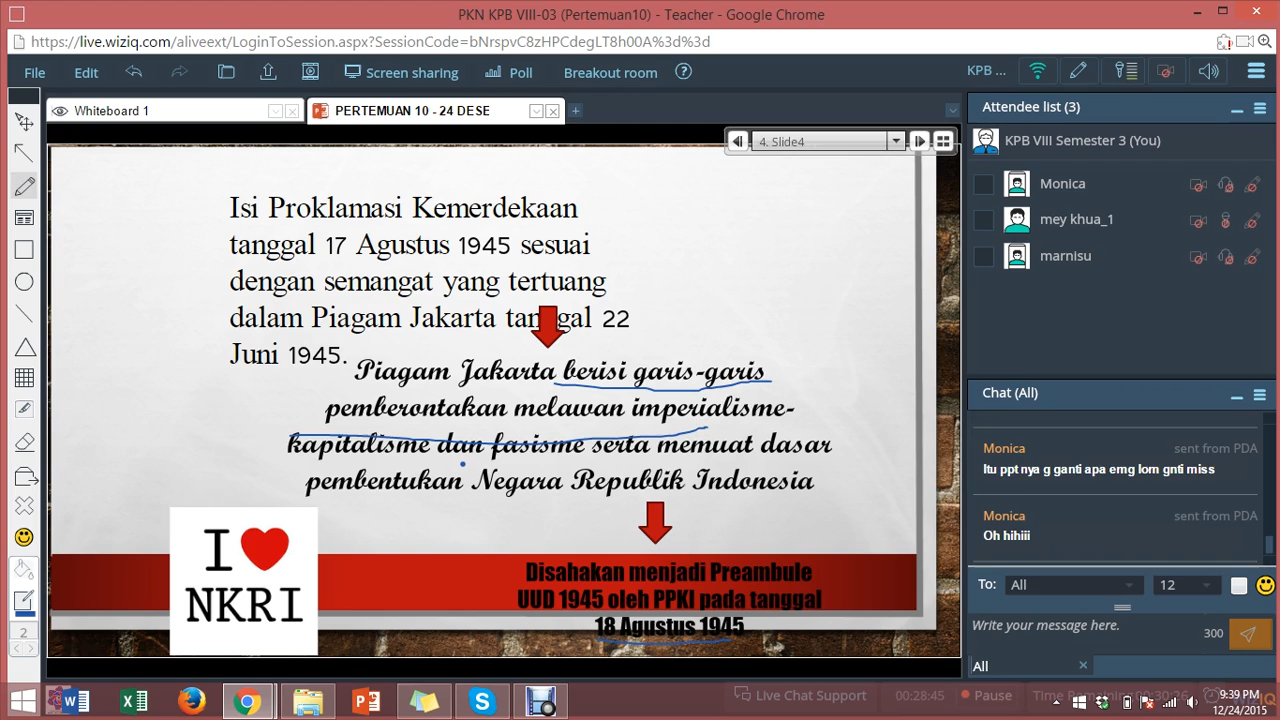 PKN KPB VIII-03 (Pertemuan10) - Teacher - Google Chrome
https://live.wiziq.com/aliveext/LoginToSession.aspx?SessionCode=bNrspvC8zHPCdegLT8h00A%3d%3d
File Edit Screen sharing Poll Breakout room KPB ...
Whiteboard 1 PERTEMUAN 10 - 24 DESE
4. Slide4
Isi Proklamasi Kemerdekaan
tanggal 17 Agustus 1945 sesuai
dengan semangat yang tertuang
dalam Piagam Jakarta tanggal 22
Juni 1945.
Piagam Jakarta berisi garis-garis
pemberontakan melawan imperialisme-
kapitalisme dan fasisme serta memuat dasar
pembentukan Negara Republik Indonesia
I ❤ NKRI
Disahakan menjadi Preambule
UUD 1945 oleh PPKI pada tanggal
18 Agustus 1945
2
Attendee list (3)
KPB VIII Semester 3 (You)
Monica
mey khua_1
marnisu
Chat (All)
Monica sent from PDA
Itu ppt nya g ganti apa emg lom gnti miss
Monica sent from PDA
Oh hihiii
To: All 12
Write your message here. 300
All
Live Chat Support 00:28:45 Pause Time Remaining
9:39 PM
12/24/2015